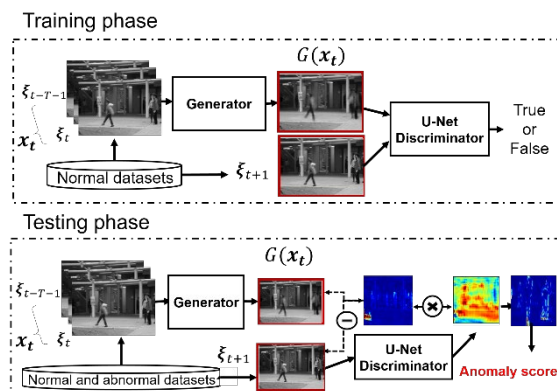 Training phase
G(xₜ)
ξₜ₋T₋₁
xₜ
ξₜ
Generator
U-Net
Discriminator
True
or
False
Normal datasets
ξₜ₊₁
Testing phase
G(xₜ)
ξₜ₋T₋₁
xₜ
ξₜ
Generator
ξₜ₊₁
U-Net
Discriminator
Normal and abnormal datasets
Anomaly score